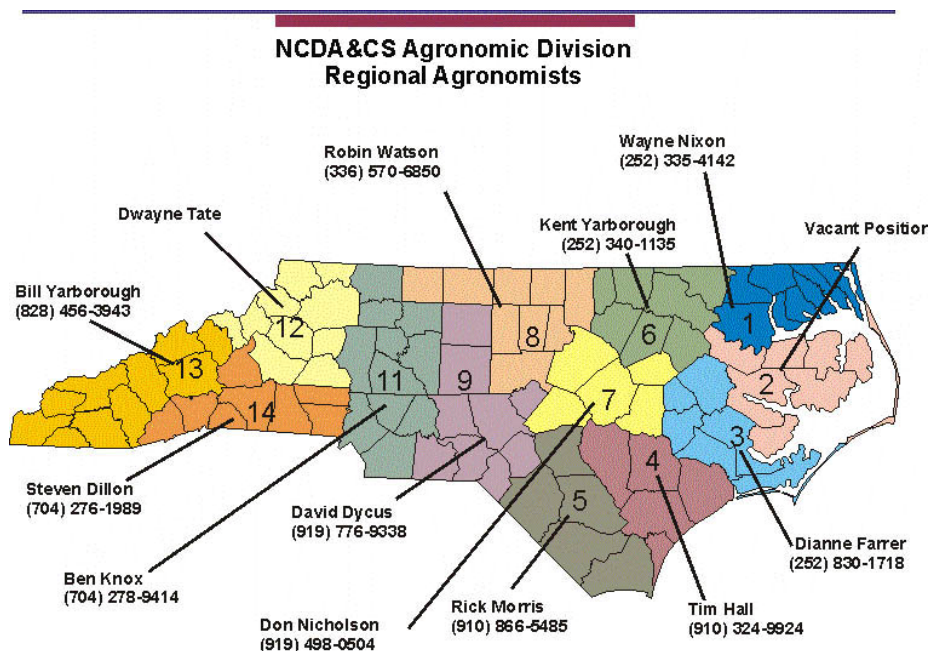 NCDA&CS Agronomic Division
Regional Agronomists
Wayne Nixon
(252) 335-4142
Robin Watson
(336) 570-6850
Dwayne Tate
Kent Yarborough
(252) 340-1135
Vacant Position
Bill Yarborough
(828) 456-3943
1
12
8
6
13
11
9
2
7
14
3
4
5
Steven Dillon
(704) 276-1989
David Dycus
(919) 776-9338
Dianne Farrer
(252) 830-1718
Ben Knox
(704) 278-9414
Rick Morris
(910) 866-5485
Tim Hall
(910) 324-9924
Don Nicholson
(919) 498-0504